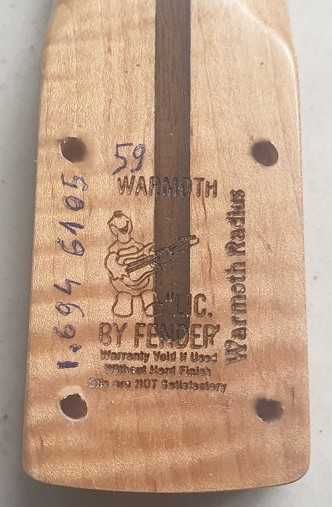 59
WARMOTH
"LIC.
BY FENDER"
Warranty Void if Used
Without Hard Finish
Oils are NOT Satisfactory
Warmoth Radius
1.694 6105